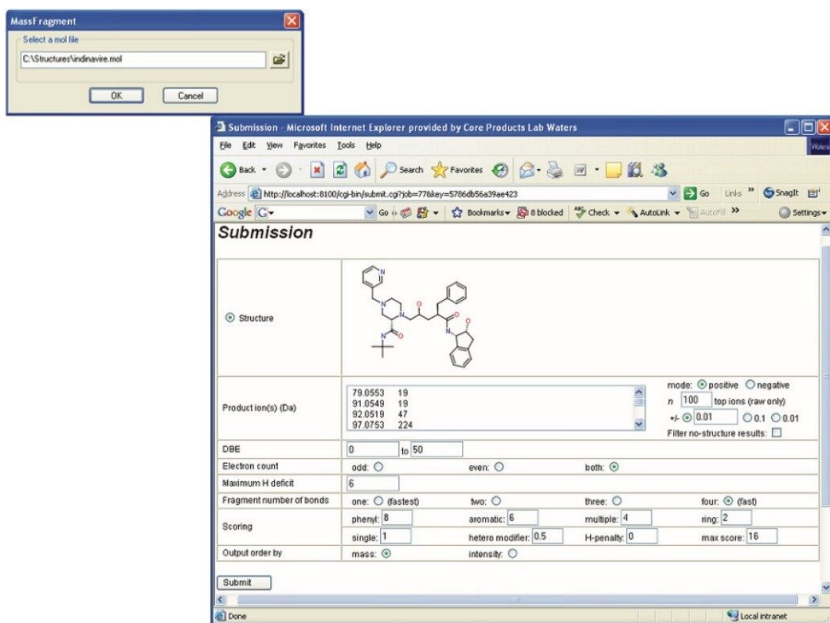 MassFragment
Select a mol file
C:\Structures\indinavire.mol
OK Cancel
Submission - Microsoft Internet Explorer provided by Core Products Lab Waters
File Edit View Favorites Tools Help
Back Search Favorites
Address http://localhost:8100/cgi-bin/submit.cgi?job=77&key=5786db56a39ae423 Go Links » SnagIt
Google G Go Bookmarks 8 blocked Check AutoLink AutoFill » Settings
Submission
Structure
N
N
N
O
N
O
O
N
O
Product ion(s) (Da)
79.0553 19
91.0549 19
92.0519 47
97.0753 224
mode: positive negative
n 100 top ions (raw only)
+/- 0.01 0.1 0.01
Filter no-structure results:
DBE 0 to 50
Electron count odd: even: both:
Maximum H deficit 6
Fragment number of bonds one: (fastest) two: three: four: (fast)
Scoring
phenyl: 8 aromatic: 6 multiple: 4 ring: 2
single: 1 hetero modifier: 0.5 H-penalty: 0 max score: 16
Output order by mass: intensity:
Submit
Done Local intranet